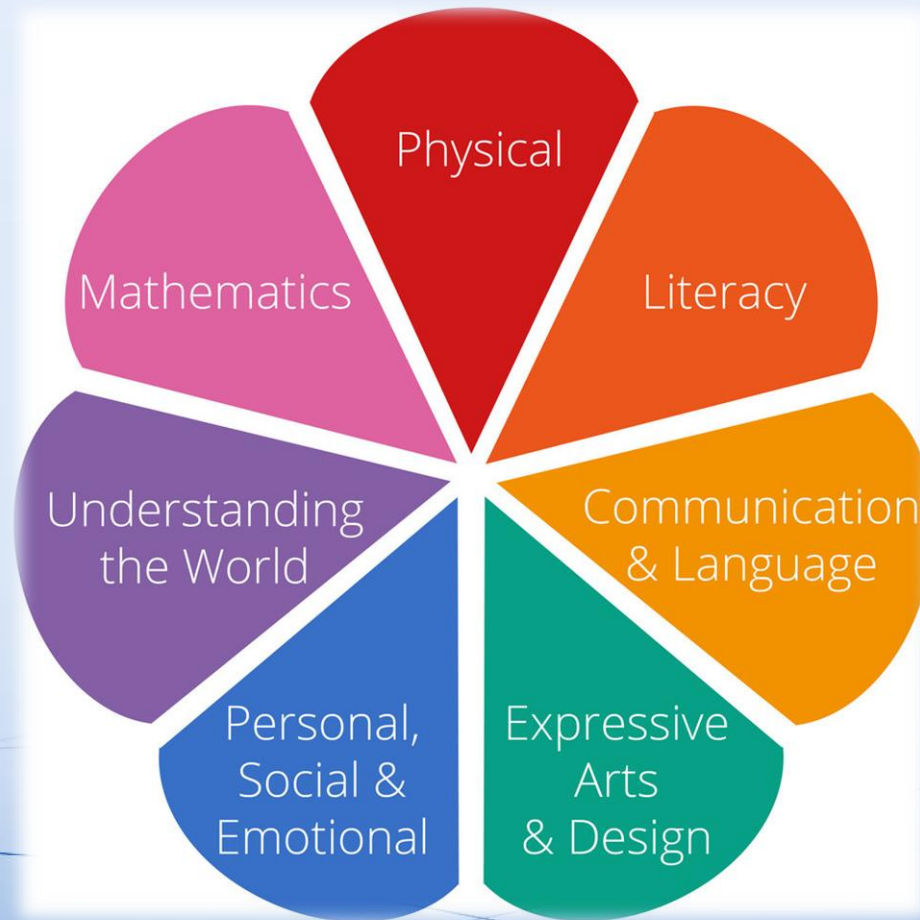 Physical
Literacy
Communication
& Language
Expressive
Arts
& Design
Personal,
Social &
Emotional
Understanding
the World
Mathematics